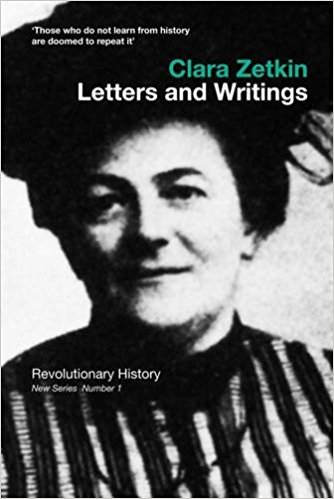 ‘Those who do not learn from history
are doomed to repeat it’
Clara Zetkin
Letters and Writings
Revolutionary History
New Series Number 1